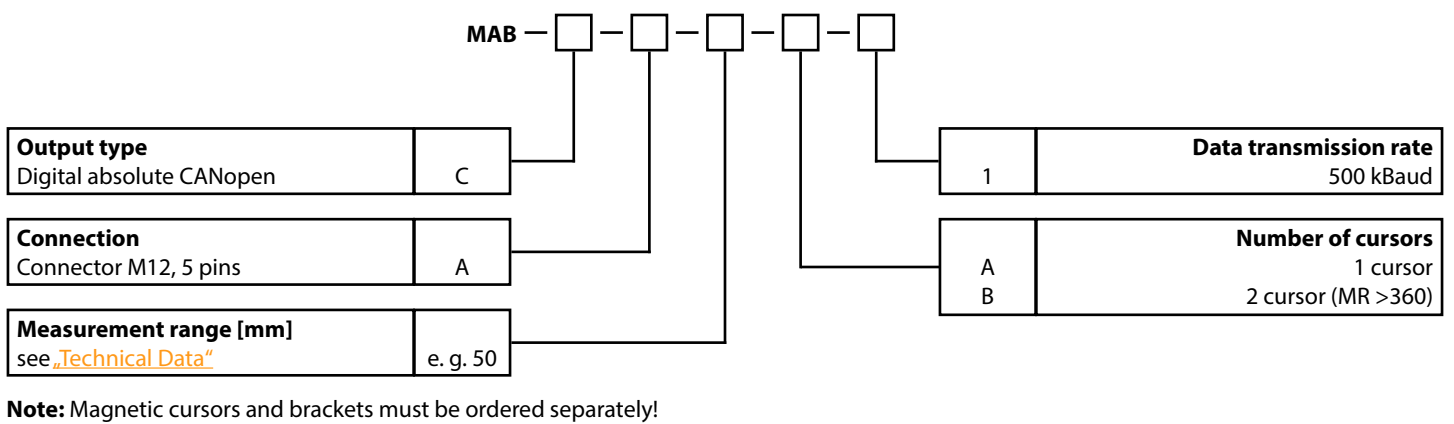 MAB – – – – –
Output type
Digital absolute CANopen C
Connection
Connector M12, 5 pins A
Measurement range [mm]
see „Technical Data“ e. g. 50
Data transmission rate
1 500 kBaud
Number of cursors
A 1 cursor
B 2 cursor (MR >360)
Note: Magnetic cursors and brackets must be ordered separately!